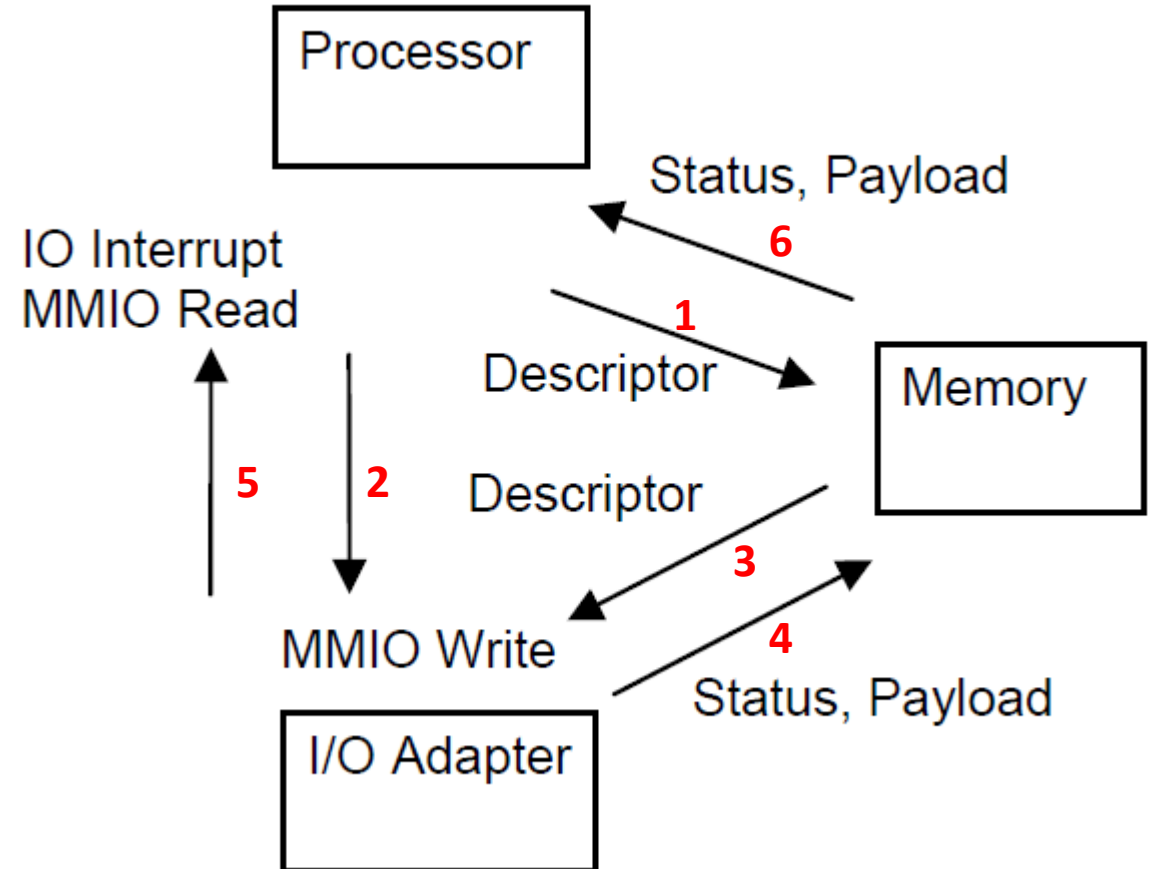 Processor
Status, Payload
6
IO Interrupt
MMIO Read
1
Descriptor
Memory
5
2
Descriptor
3
MMIO Write
4
Status, Payload
I/O Adapter